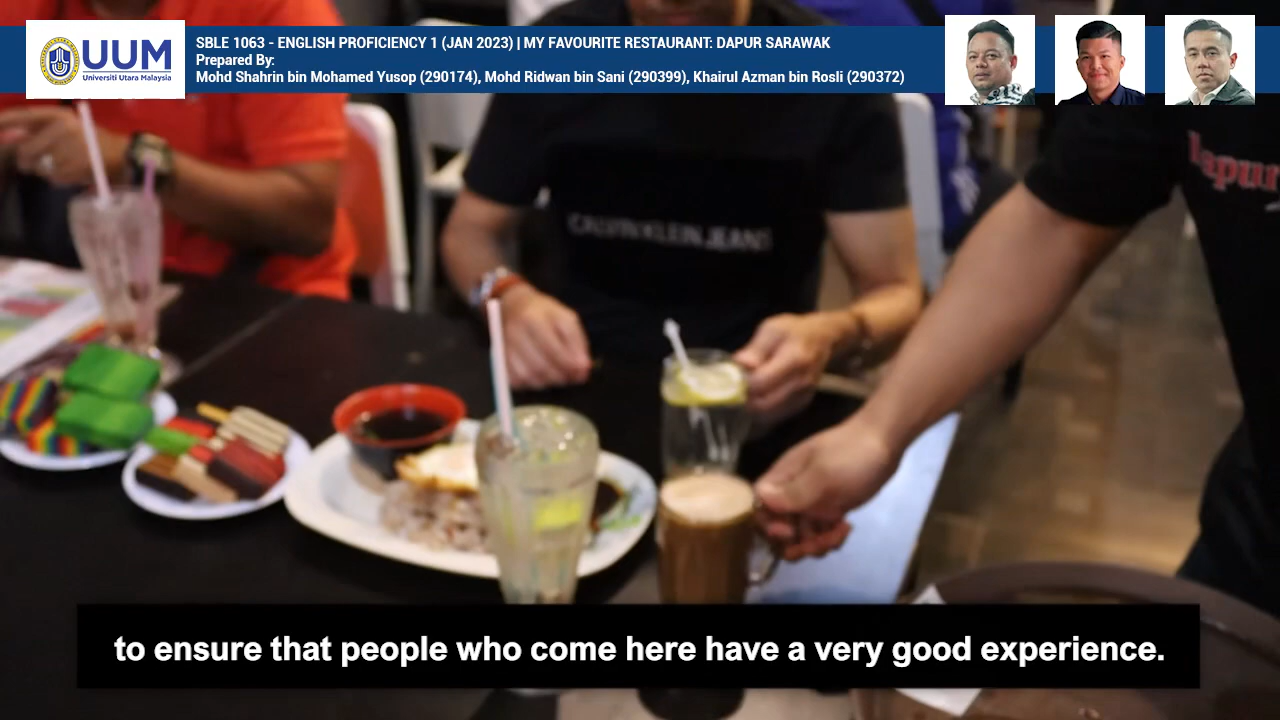 UUM
Universiti Utara Malaysia
SBLE 1063 - ENGLISH PROFICIENCY 1 (JAN 2023) | MY FAVOURITE RESTAURANT: DAPUR SARAWAK
Prepared By:
Mohd Shahrin bin Mohamed Yusop (290174), Mohd Ridwan bin Sani (290399), Khairul Azman bin Rosli (290372)
CALVIN KLEIN JEANS
to ensure that people who come here have a very good experience.